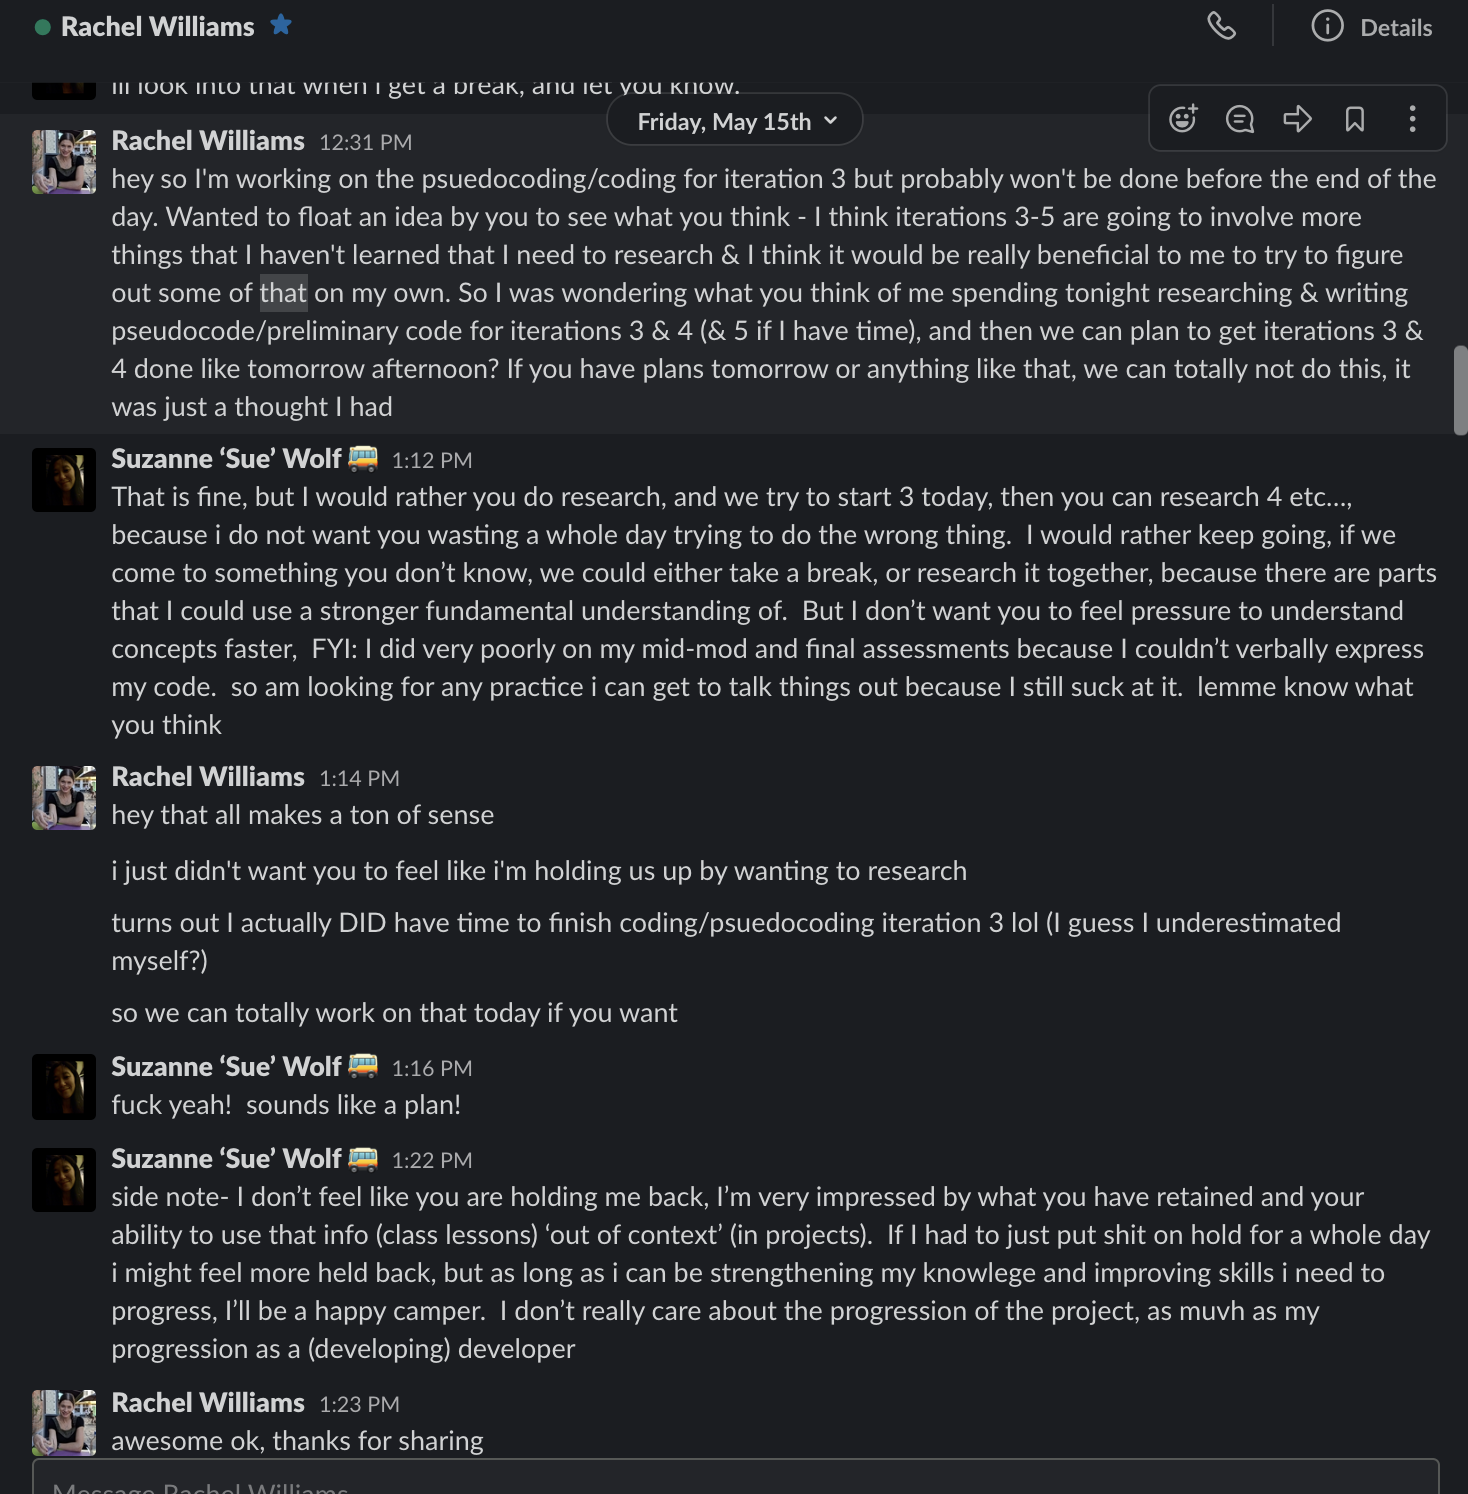 Rachel Williams
Details
ill look into that when i get a break, and let you know.
Friday, May 15th
Rachel Williams 12:31 PM
hey so I'm working on the psuedocoding/coding for iteration 3 but probably won't be done before the end of the
day. Wanted to float an idea by you to see what you think - I think iterations 3-5 are going to involve more
things that I haven't learned that I need to research & I think it would be really beneficial to me to try to figure
out some of that on my own. So I was wondering what you think of me spending tonight researching & writing
pseudocode/preliminary code for iterations 3 & 4 (& 5 if I have time), and then we can plan to get iterations 3 &
4 done like tomorrow afternoon? If you have plans tomorrow or anything like that, we can totally not do this, it
was just a thought I had
Suzanne ‘Sue’ Wolf 1:12 PM
That is fine, but I would rather you do research, and we try to start 3 today, then you can research 4 etc...,
because i do not want you wasting a whole day trying to do the wrong thing.  I would rather keep going, if we
come to something you don’t know, we could either take a break, or research it together, because there are parts
that I could use a stronger fundamental understanding of.  But I don’t want you to feel pressure to understand
concepts faster,  FYI: I did very poorly on my mid-mod and final assessments because I couldn’t verbally express
my code.  so am looking for any practice i can get to talk things out because I still suck at it.  lemme know what
you think
Rachel Williams 1:14 PM
hey that all makes a ton of sense
i just didn't want you to feel like i'm holding us up by wanting to research
turns out I actually DID have time to finish coding/psuedocoding iteration 3 lol (I guess I underestimated
myself?)
so we can totally work on that today if you want
Suzanne ‘Sue’ Wolf 1:16 PM
fuck yeah!  sounds like a plan!
Suzanne ‘Sue’ Wolf 1:22 PM
side note- I don’t feel like you are holding me back, I’m very impressed by what you have retained and your
ability to use that info (class lessons) ‘out of context’ (in projects).  If I had to just put shit on hold for a whole day
i might feel more held back, but as long as i can be strengthening my knowlege and improving skills i need to
progress, I’ll be a happy camper.  I don’t really care about the progression of the project, as muvh as my
progression as a (developing) developer
Rachel Williams 1:23 PM
awesome ok, thanks for sharing
Message Rachel Williams